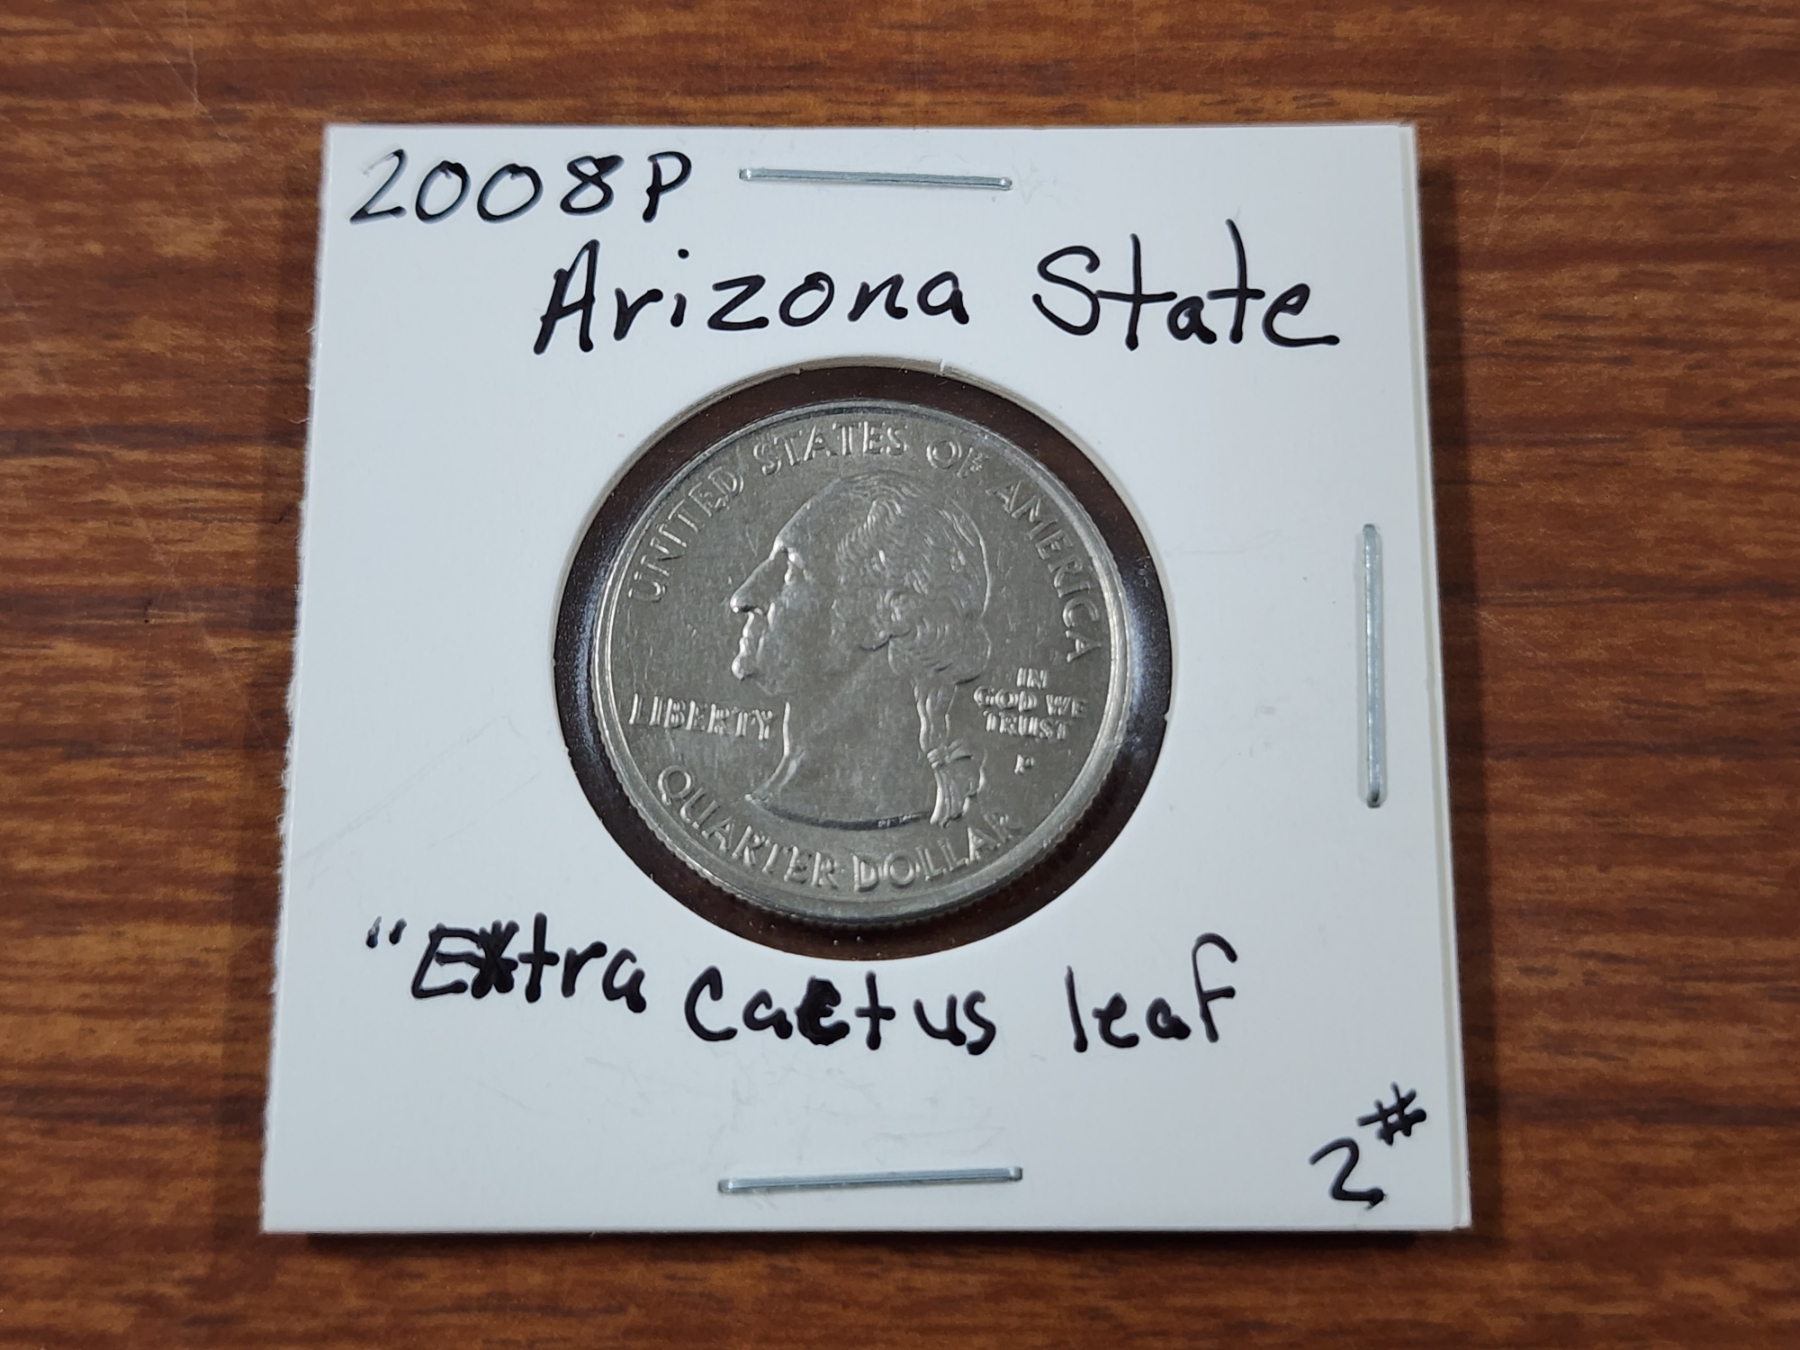 2008P
Arizona State
UNITED STATES OF AMERICA
LIBERTY
IN
GOD WE
TRUST
P
QUARTER DOLLAR
"Extra cactus leaf
2#